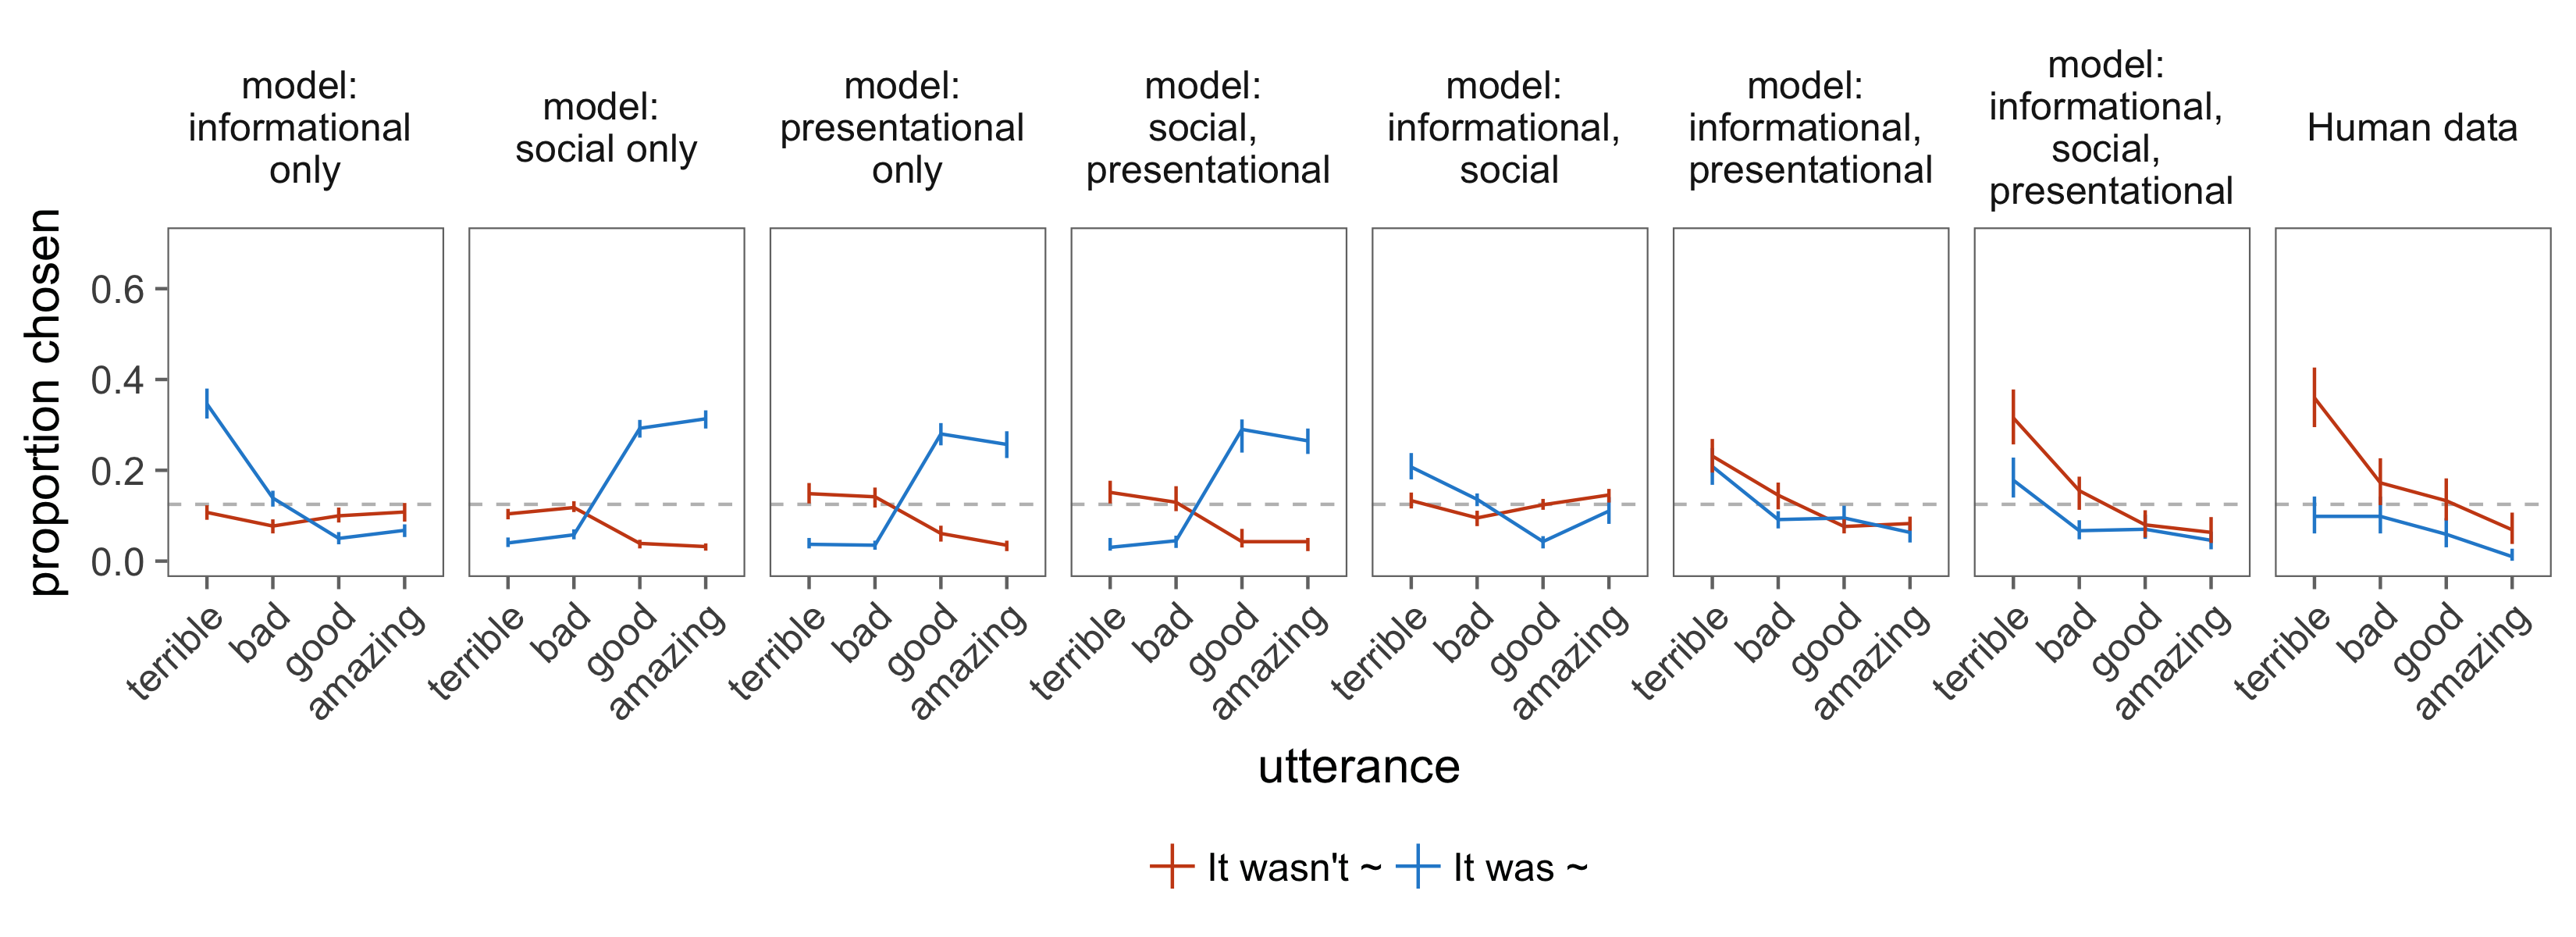 model:
informational
only
model:
social only
model:
presentational
only
model:
social,
presentational
model:
informational,
social
model:
informational,
presentational
model:
informational,
social,
presentational
Human data
proportion chosen
0.6
0.4
0.2
0.0
terrible
bad
good
amazing
terrible
bad
good
amazing
terrible
bad
good
amazing
terrible
bad
good
amazing
terrible
bad
good
amazing
terrible
bad
good
amazing
terrible
bad
good
amazing
terrible
bad
good
amazing
utterance
It wasn't ~ It was ~